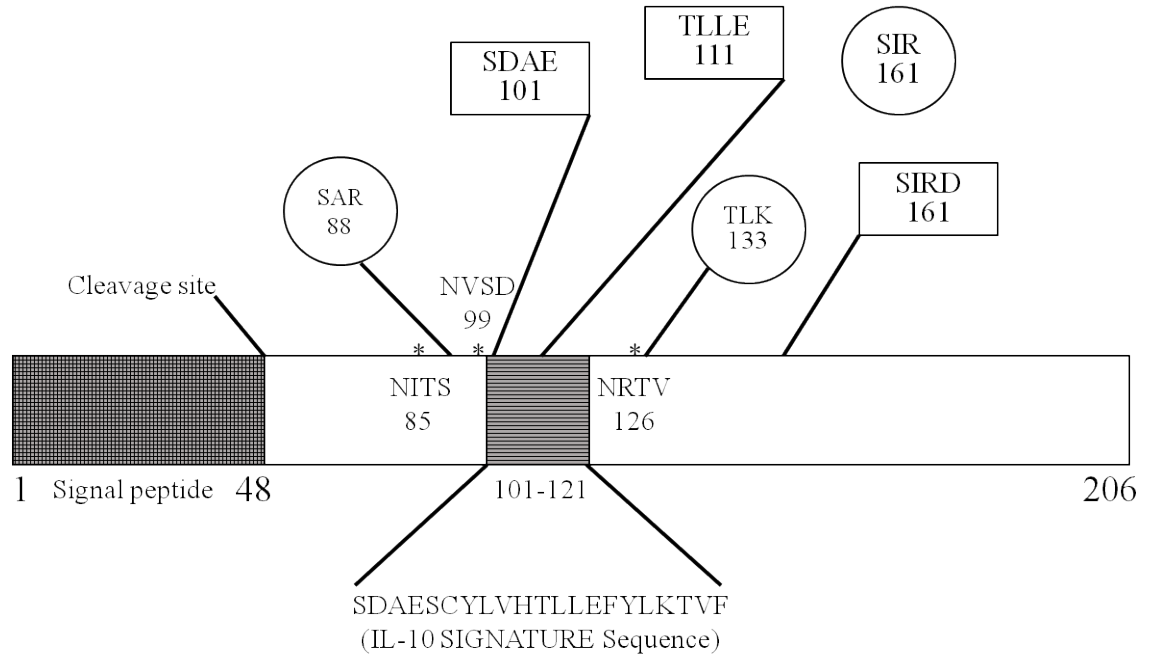 TLLE
111
SIR
161
SDAE
101
SIRD
161
SAR
88
TLK
133
Cleavage site
NVSD
99
* * *
NITS
85
NRTV
126
1 Signal peptide 48
101-121
206
SDAESCYLVHTLLEFYLKTVF
(IL-10 SIGNATURE Sequence)